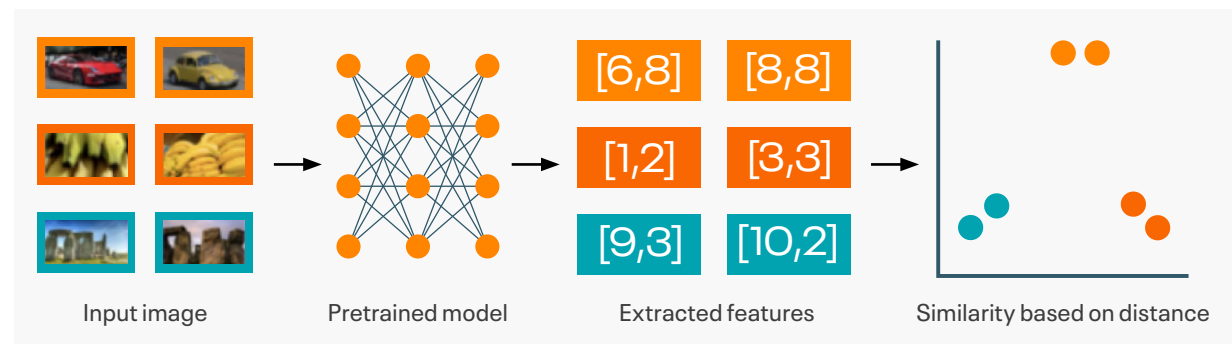 [6,8] [8,8]
[1,2] [3,3]
[9,3] [10,2]
Input image Pretrained model Extracted features Similarity based on distance